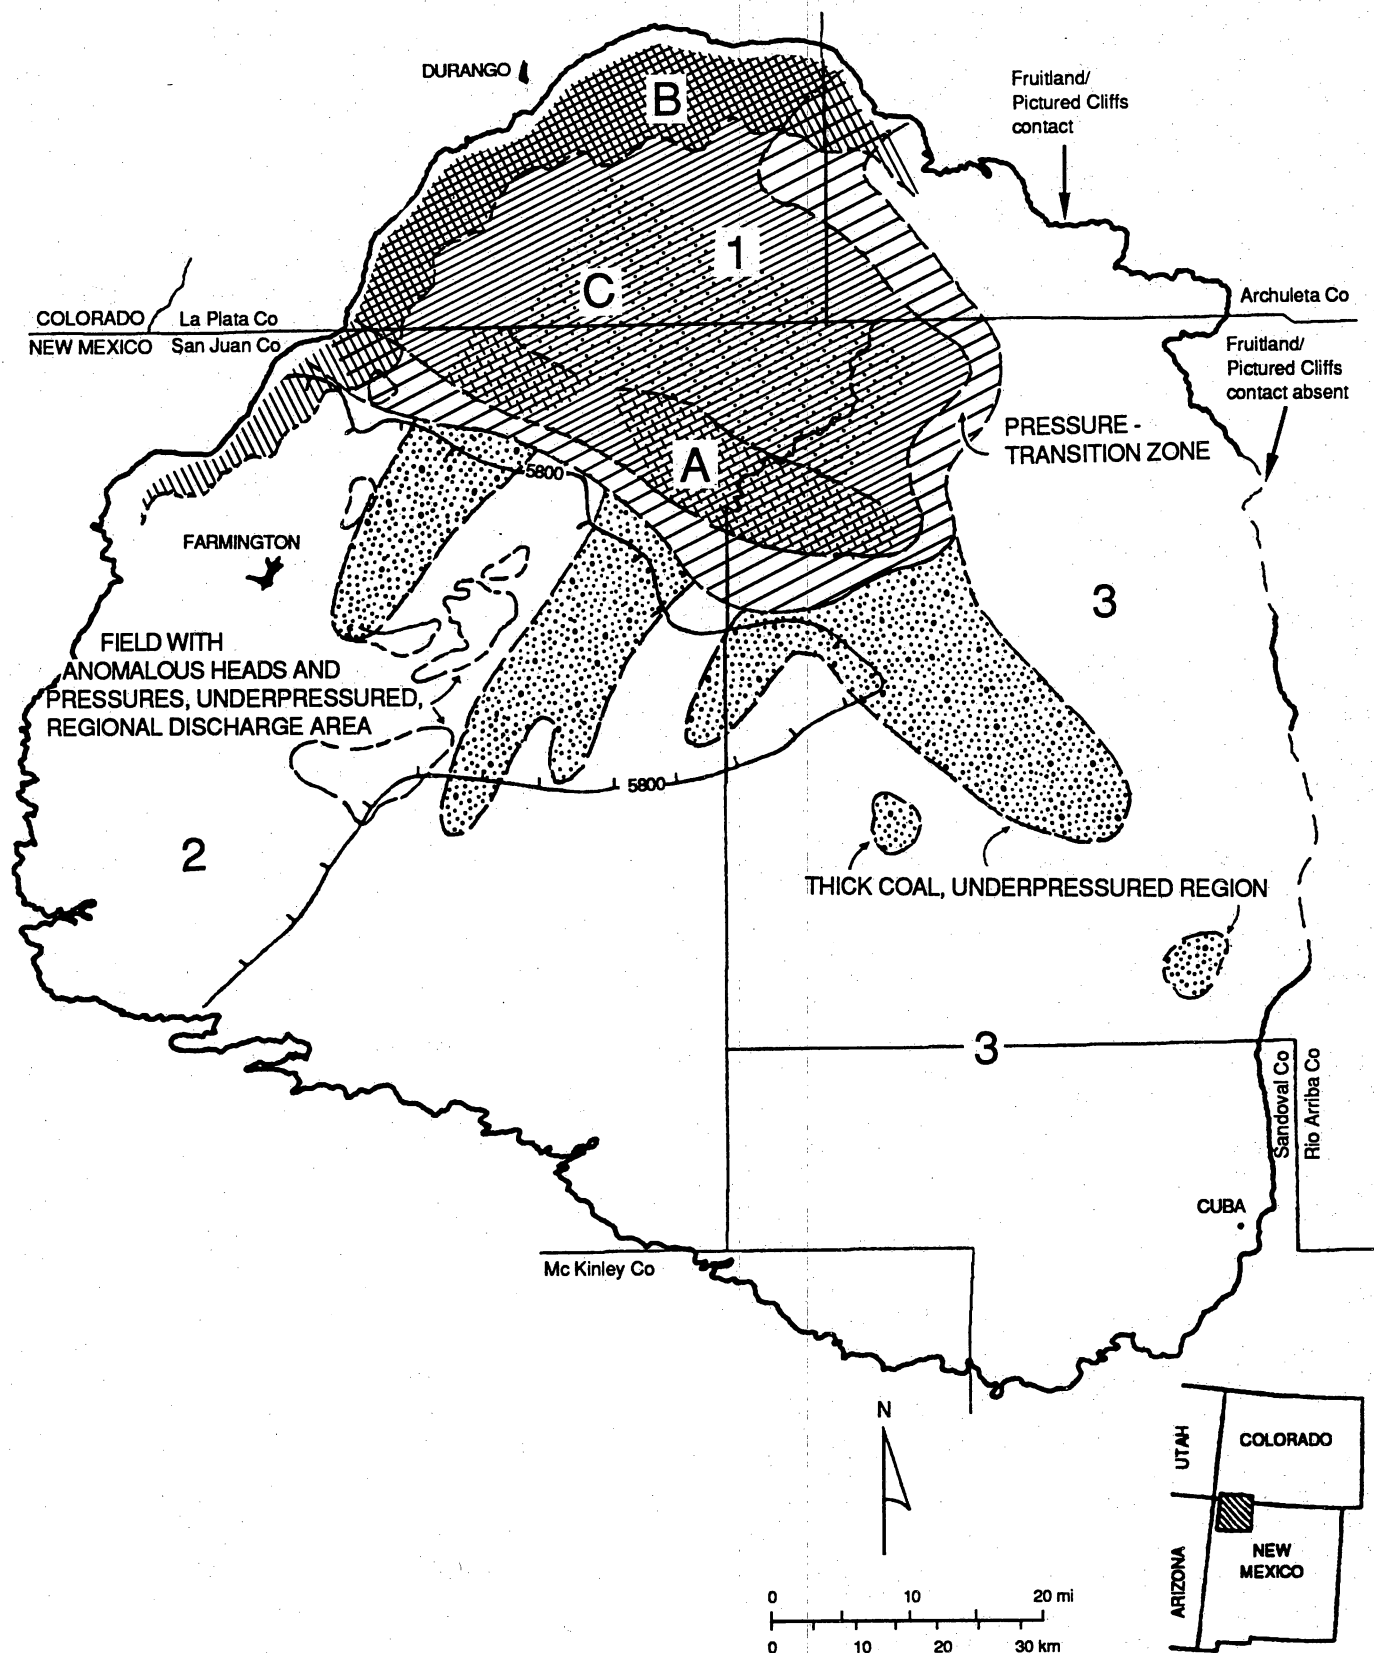 DURANGO
B
Fruitland/
Pictured Cliffs
contact
1
C
COLORADO
La Plata Co
Archuleta Co
NEW MEXICO
San Juan Co
Fruitland/
Pictured Cliffs
contact absent
PRESSURE -
TRANSITION ZONE
A
5800
FARMINGTON
3
FIELD WITH
ANOMALOUS HEADS AND
PRESSURES, UNDERPRESSURED,
REGIONAL DISCHARGE AREA
5800
2
THICK COAL, UNDERPRESSURED REGION
3
Sandoval Co
Rio Arriba Co
CUBA
Mc Kinley Co
N
UTAH
COLORADO
ARIZONA
NEW
MEXICO
0 10 20 mi
0 10 20 30 km